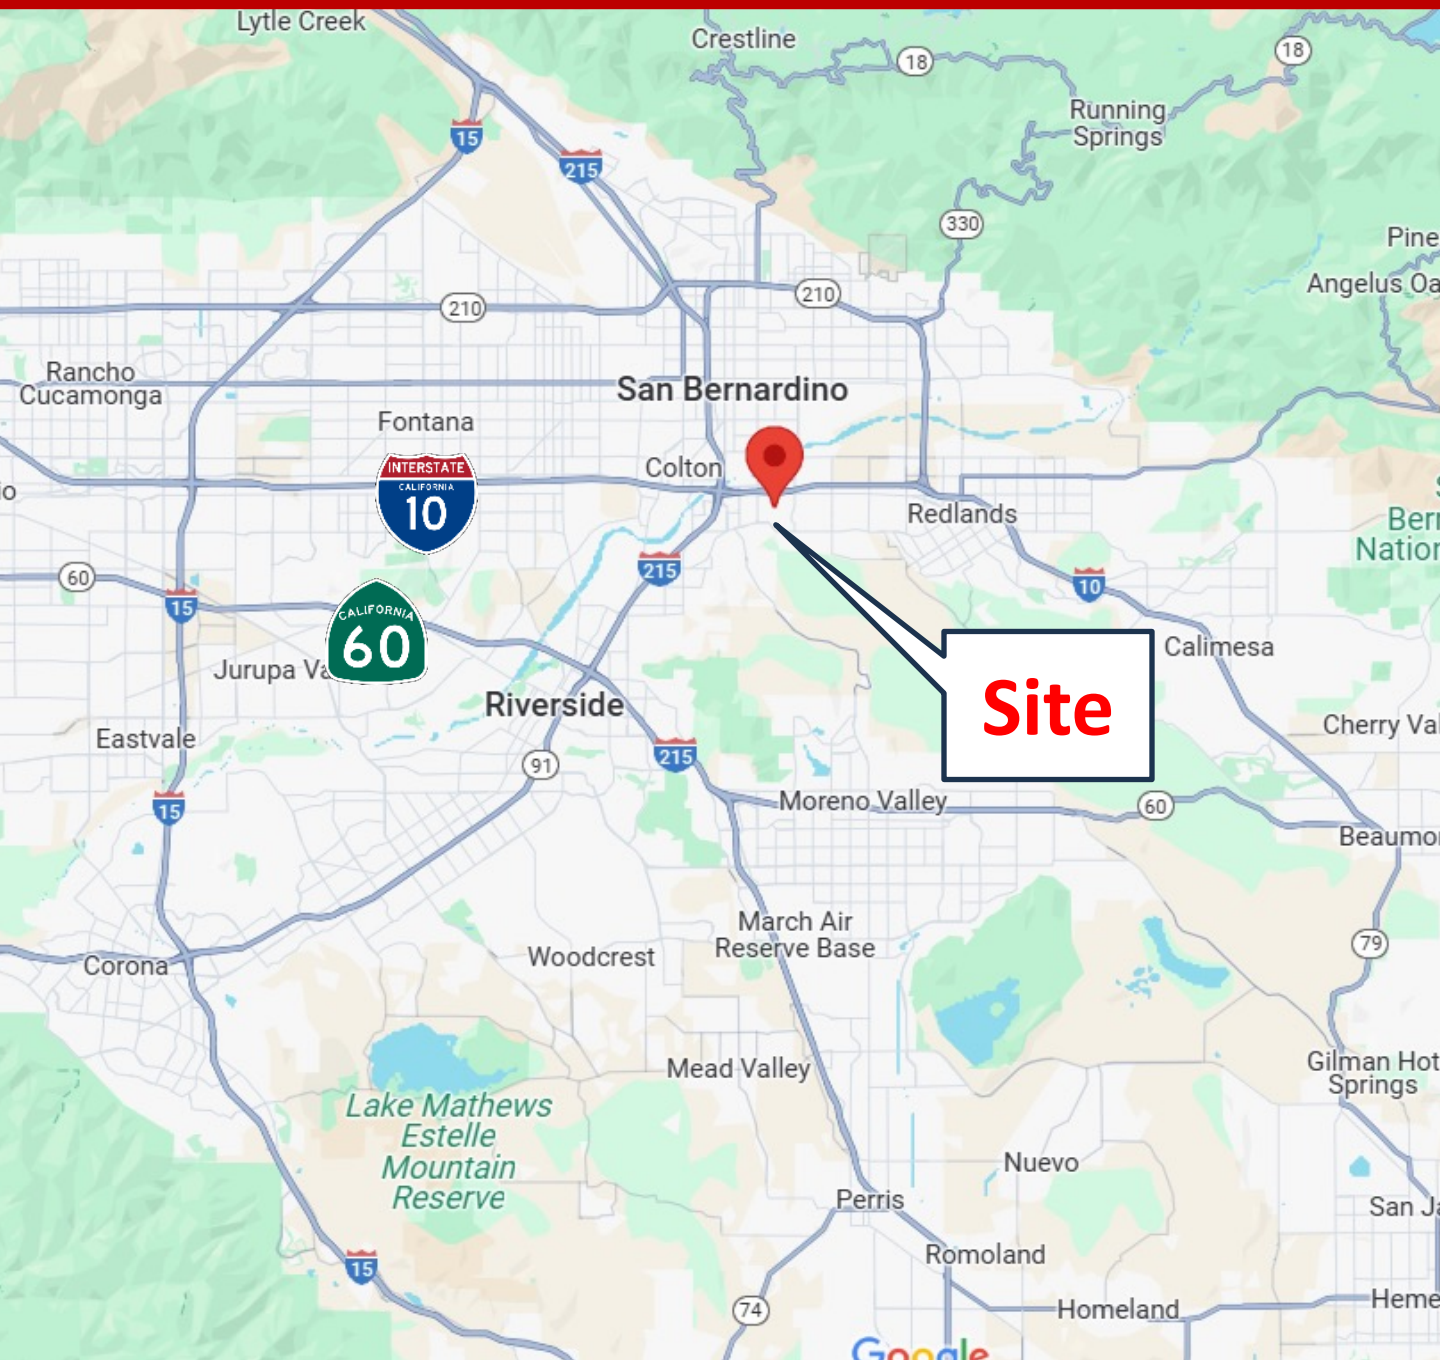 Lytle Creek
Crestline
18
18
Running
Springs
15
215
330
Pine
Angelus Oa
210
210
Rancho
Cucamonga
San Bernardino
Fontana
INTERSTATE
CALIFORNIA
10
Colton
io
Redlands
S
Bern
Nation
60
15
215
10
CALIFORNIA
60
Jurupa Va
Calimesa
Site
Riverside
Eastvale
Cherry Val
91
215
15
Moreno Valley
60
Beaumo
March Air
Reserve Base
Woodcrest
Corona
79
Mead Valley
Gilman Hot
Springs
Lake Mathews
Estelle
Mountain
Reserve
Nuevo
Perris
San Ja
Romoland
15
74
Homeland
Heme
Google